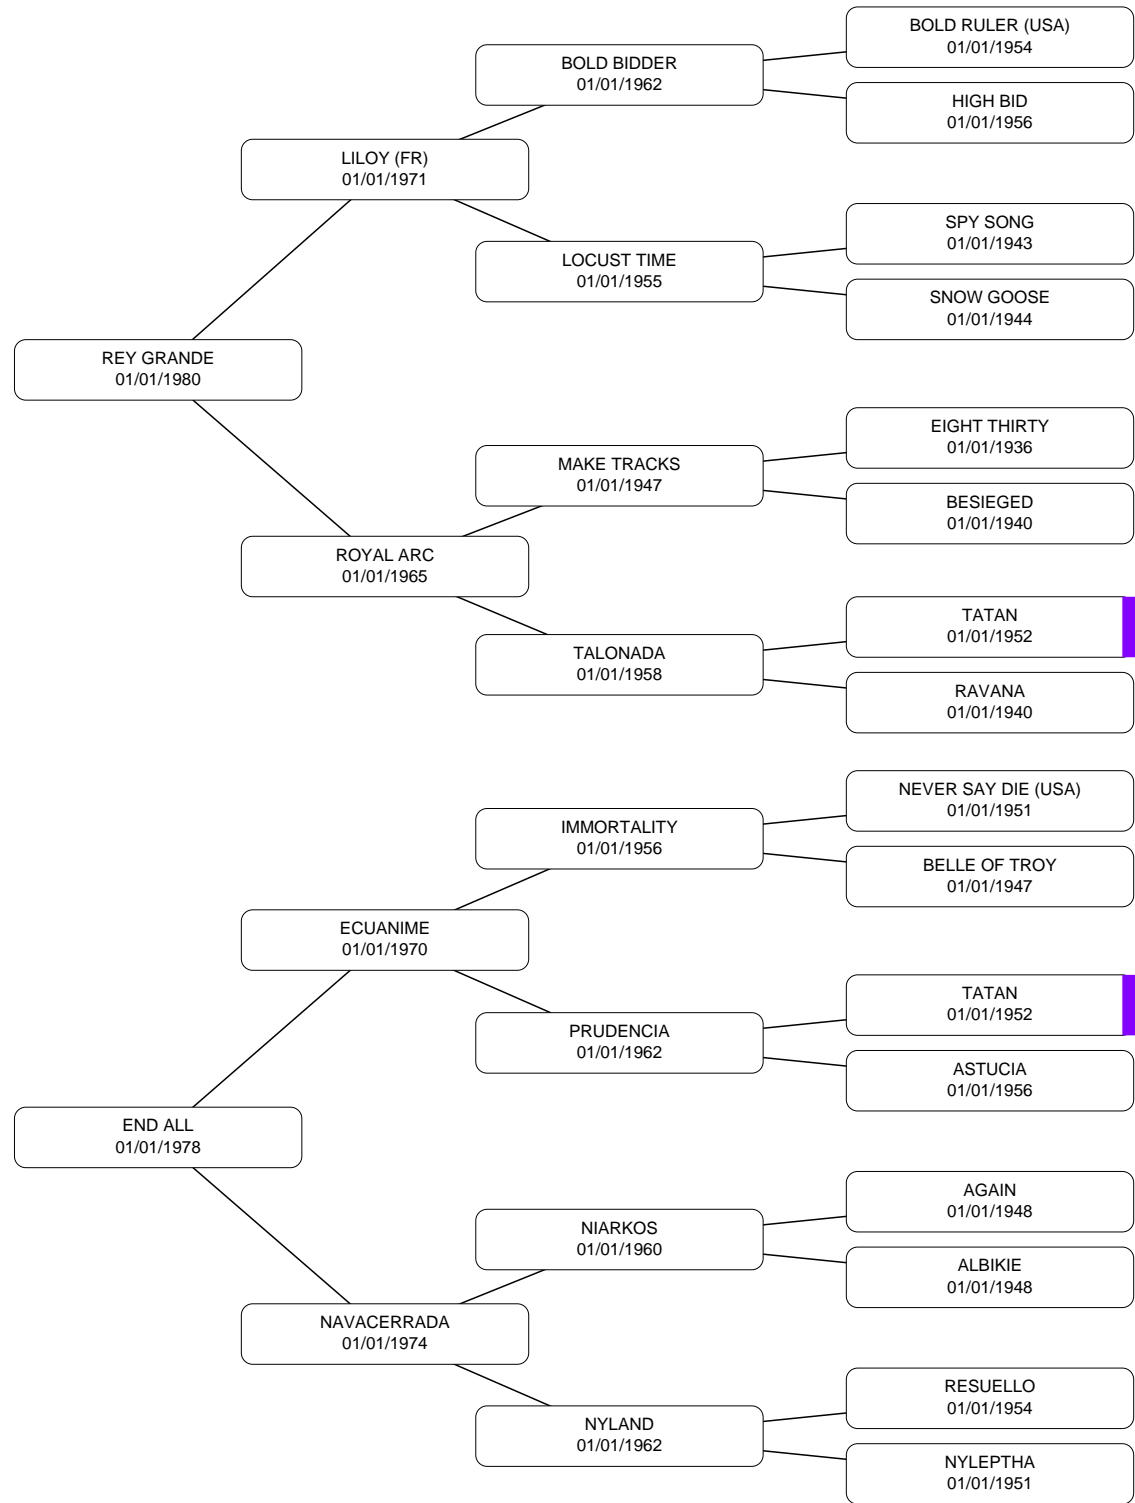 BOLD RULER (USA)
01/01/1954
BOLD BIDDER
01/01/1962
HIGH BID
01/01/1956
LILOY (FR)
01/01/1971
SPY SONG
01/01/1943
LOCUST TIME
01/01/1955
SNOW GOOSE
01/01/1944
REY GRANDE
01/01/1980
EIGHT THIRTY
01/01/1936
MAKE TRACKS
01/01/1947
BESIEGED
01/01/1940
ROYAL ARC
01/01/1965
TATAN
01/01/1952
TALONADA
01/01/1958
RAVANA
01/01/1940
NEVER SAY DIE (USA)
01/01/1951
IMMORTALITY
01/01/1956
BELLE OF TROY
01/01/1947
ECUANIME
01/01/1970
TATAN
01/01/1952
PRUDENCIA
01/01/1962
ASTUCIA
01/01/1956
END ALL
01/01/1978
AGAIN
01/01/1948
NIARKOS
01/01/1960
ALBIKIE
01/01/1948
NAVACERRADA
01/01/1974
RESUELLO
01/01/1954
NYLAND
01/01/1962
NYLEPTHA
01/01/1951